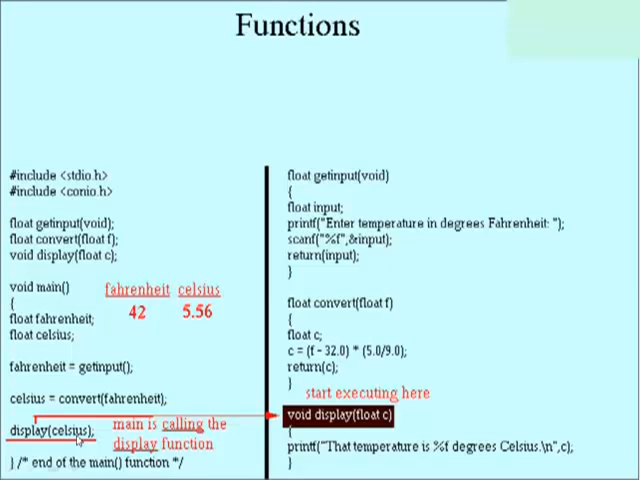 Functions
#include <stdio.h>
#include <conio.h>
float getinput(void);
float convert(float f);
void display(float c);
void main()
{
float fahrenheit;
float celsius;
fahrenheit celsius
42 5.56
fahrenheit = getinput();
celsius = convert(fahrenheit);
display(celsius);
main is calling the
display function
} /* end of the main() function */
float getinput(void)
{
float input;
printf("Enter temperature in degrees Fahrenheit: ");
scanf("%f",&input);
return(input);
}
float convert(float f)
{
float c;
c = (f - 32.0) * (5.0/9.0);
return(c);
}
start executing here
void display(float c)
{
printf("That temperature is %f degrees Celsius.\n",c);
}